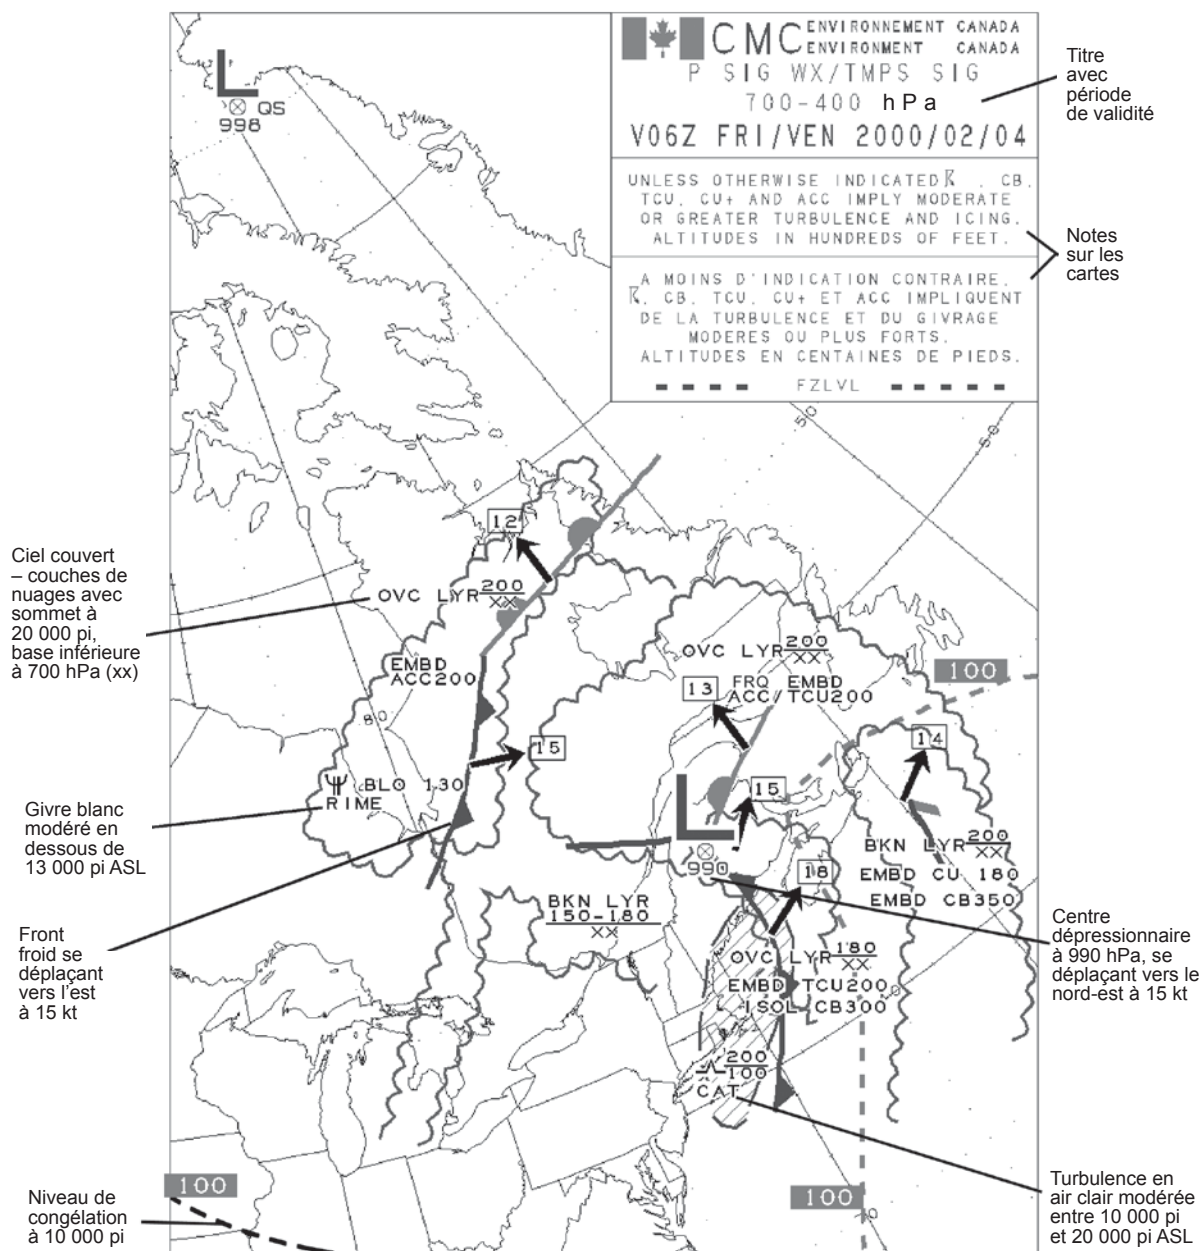 CMC ENVIRONNEMENT CANADA
ENVIRONMENT CANADA
P SIG WX/TMPS SIG
700-400 hPa
V06Z FRI/VEN 2000/02/04
UNLESS OTHERWISE INDICATED , CB,
TCU, CU+ AND ACC IMPLY MODERATE
OR GREATER TURBULENCE AND ICING.
ALTITUDES IN HUNDREDS OF FEET.
A MOINS D'INDICATION CONTRAIRE,
, CB, TCU, CU+ ET ACC IMPLIQUENT
DE LA TURBULENCE ET DU GIVRAGE
MODERES OU PLUS FORTS.
ALTITUDES EN CENTAINES DE PIEDS.
FZLVL
Titre
avec
période
de validité
Notes
sur les
cartes
L
QS
998
50
50
12
Ciel couvert
– couches de
nuages avec
sommet à
20 000 pi,
base inférieure
à 700 hPa (xx)
OVC LYR 200
XX
EMBD
ACC200
80
15
BLO 130
RIME
OVC LYR 200
XX
FRQ EMBD
ACC/TCU200
13
100
14
15
L
990
18
BKN LYR 200
XX
EMBD CU 180
EMBD CB350
BKN LYR
150-180
XX
OVC LYR 180
XX
EMBD TCU200
ISOL CB300
200
100
CAT
Givre blanc
modéré en
dessous de
13 000 pi ASL
Front
froid se
déplaçant
vers l'est
à 15 kt
Centre
dépressionnaire
à 990 hPa, se
déplaçant vers le
nord-est à 15 kt
100
100
Niveau de
congélation
à 10 000 pi
Turbulence en
air clair modérée
entre 10 000 pi
et 20 000 pi ASL